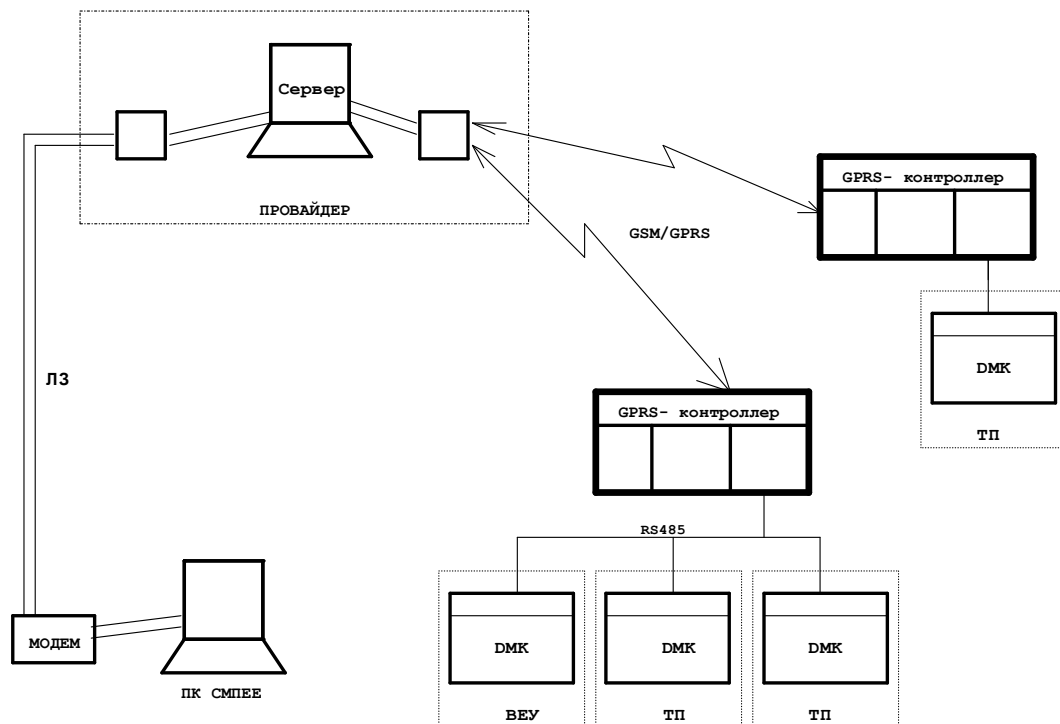 Сервер
ПРОВАЙДЕР
GPRS- контроллер
GSM/GPRS
DMK
ТП
ЛЗ
GPRS- контроллер
RS485
МОДЕМ
ПК СМПЕЕ
DMK
DMK
DMK
ВЕУ
ТП
ТП